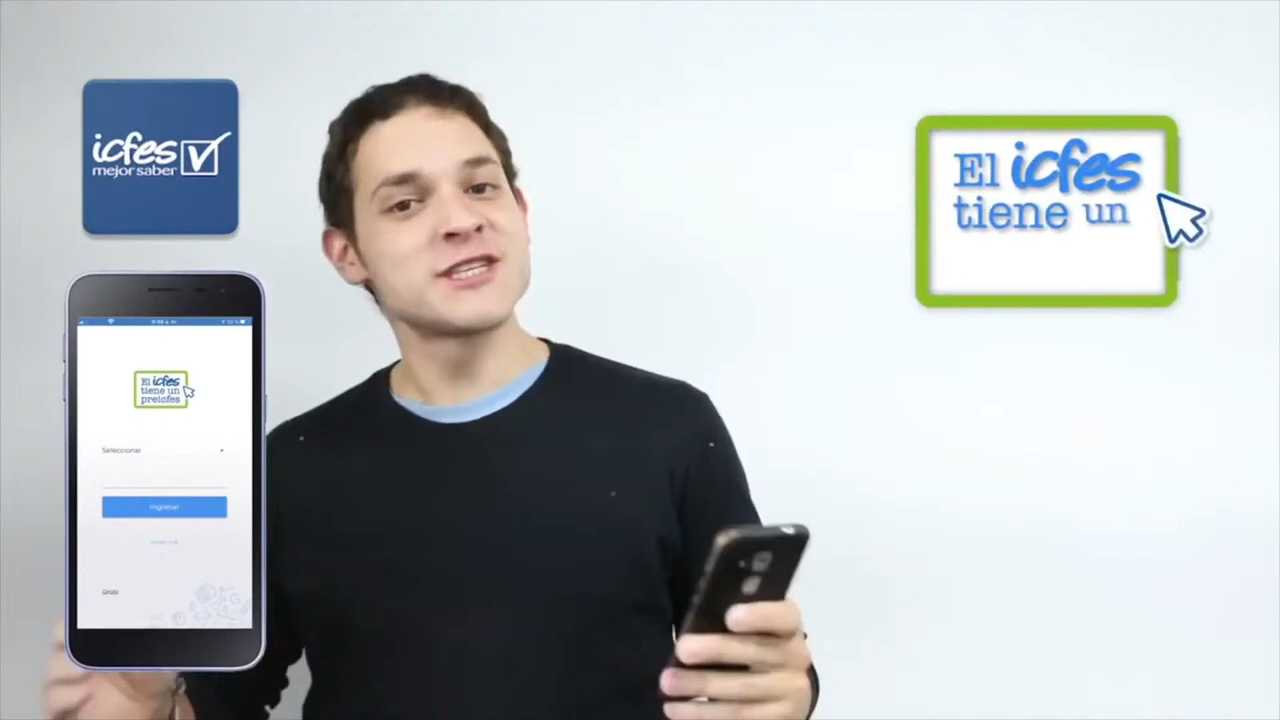 icfes
mejor saber
El icfes
tiene un
El icfes
tiene un
preicfes
Seleccionar
Ingresar